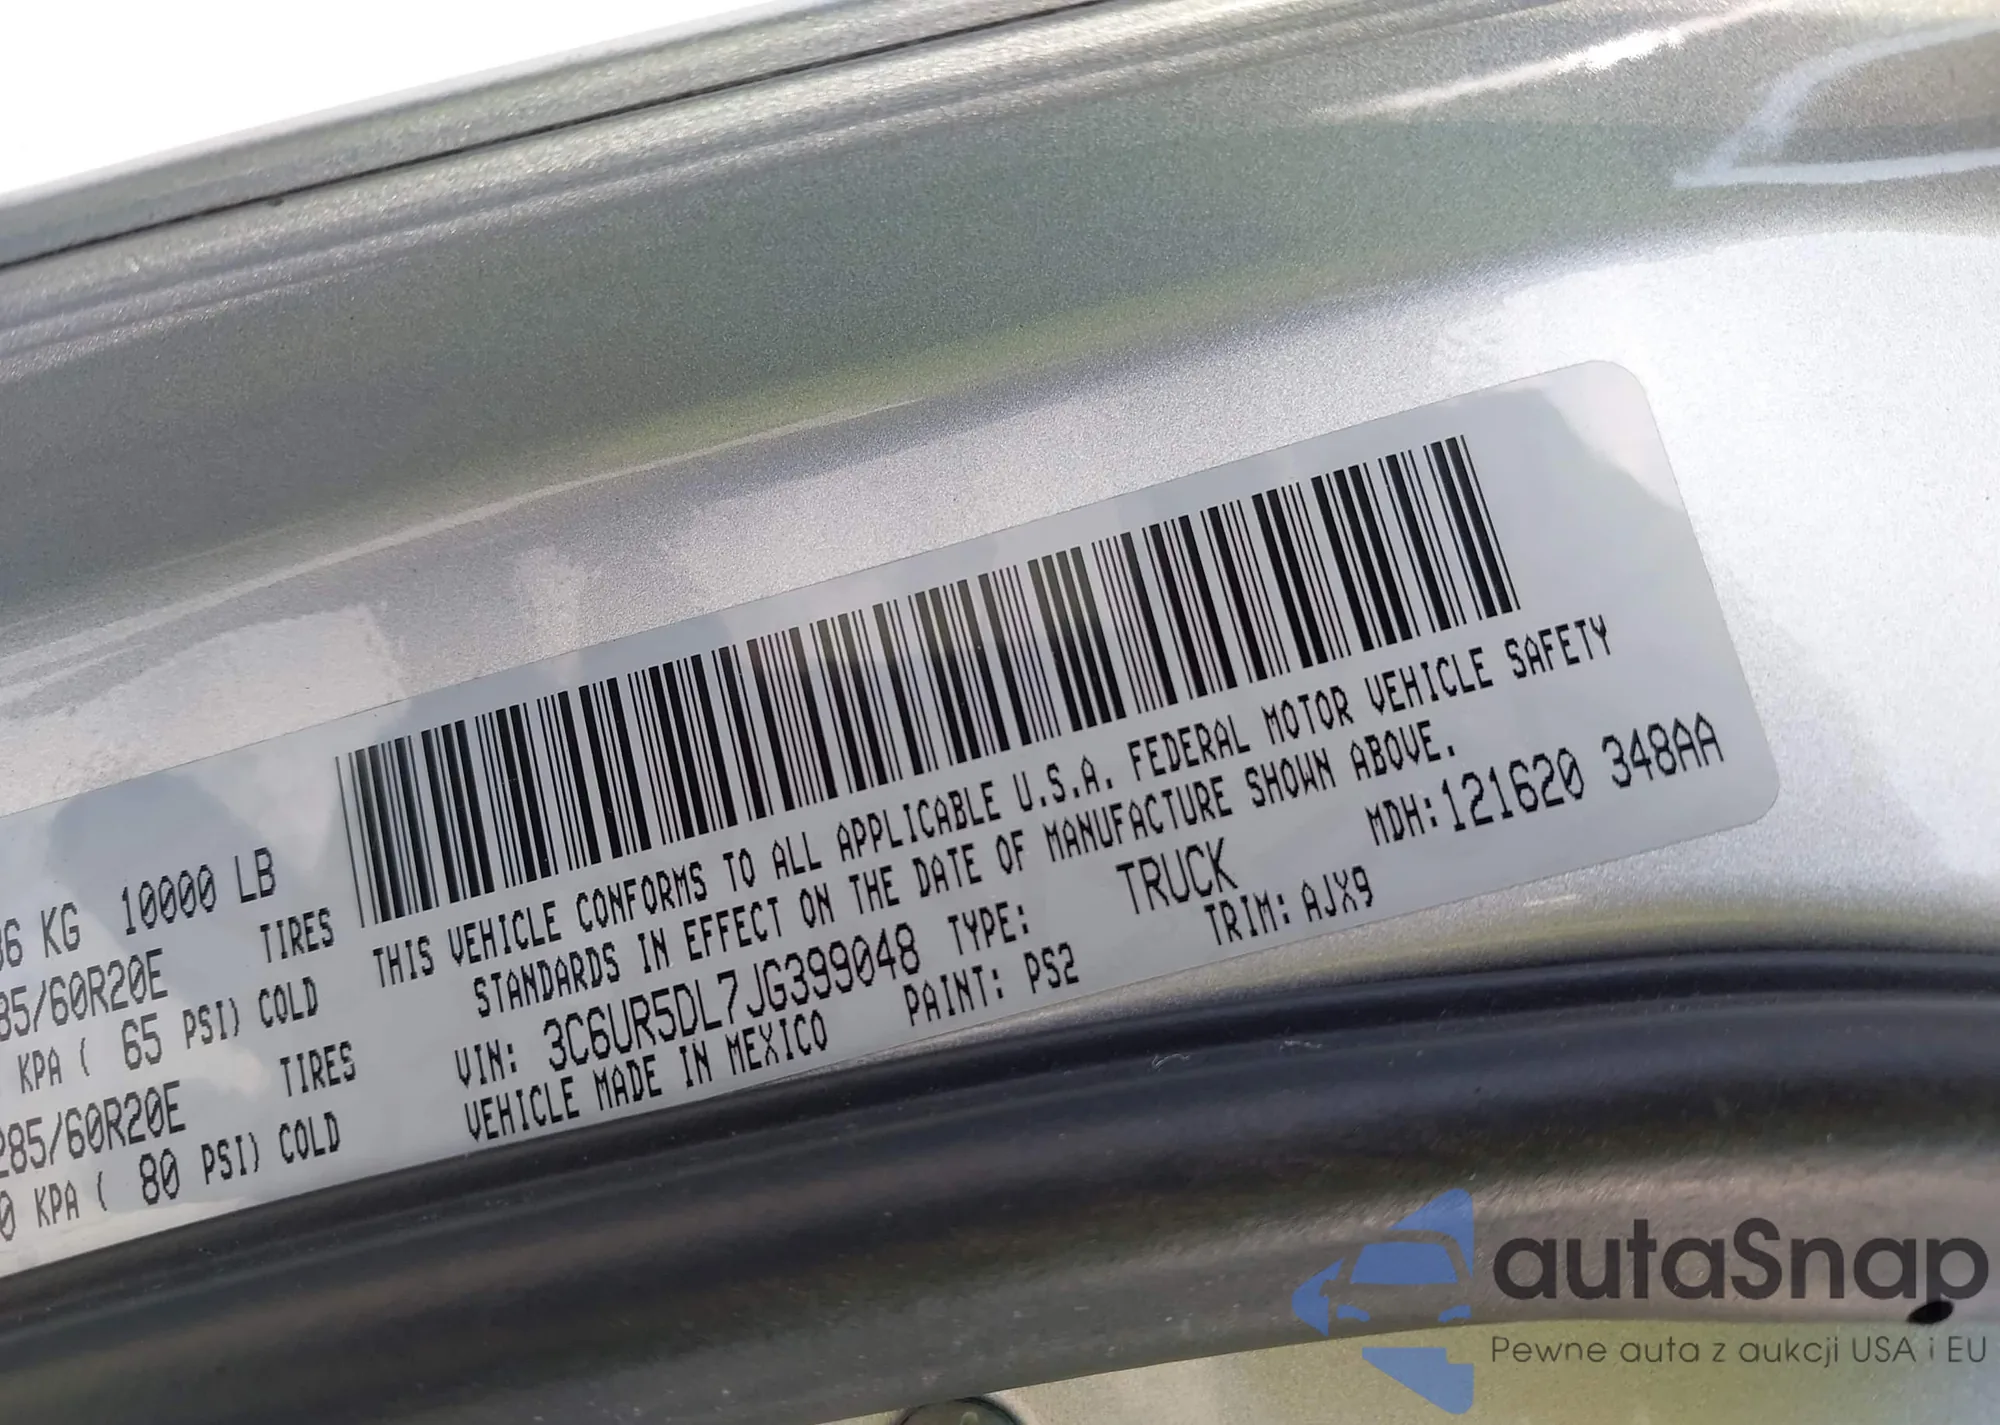 36 KG 10000 LB
TIRES
85/60R20E
KPA ( 65 PSI) COLD
TIRES
285/60R20E
0 KPA ( 80 PSI) COLD
THIS VEHICLE CONFORMS TO ALL APPLICABLE U.S.A. FEDERAL MOTOR VEHICLE SAFETY
STANDARDS IN EFFECT ON THE DATE OF MANUFACTURE SHOWN ABOVE.
VIN: 3C6UR5DL7JG399048 TYPE: TRUCK MDH:121620 348AA
VEHICLE MADE IN MEXICO PAINT: PS2 TRIM: AJX9
autaSnap
Pewne auta z aukcji USA i EU